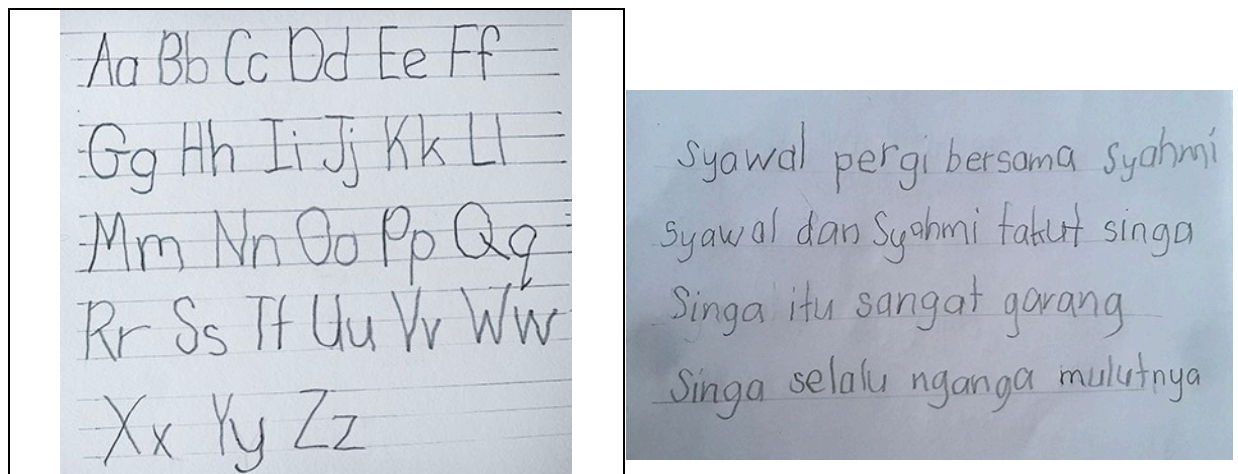 Aa Bb Cc Dd Ee Ff
Gg Hh Ii Jj Kk Ll
Mm Nn Oo Pp Qq
Rr Ss Tt Uu Vv Ww
Xx Yy Zz
Syawal pergi bersama Syahmi
Syawal dan Syahmi takut singa
Singa itu sangat garang
Singa selalu nganga mulutnya